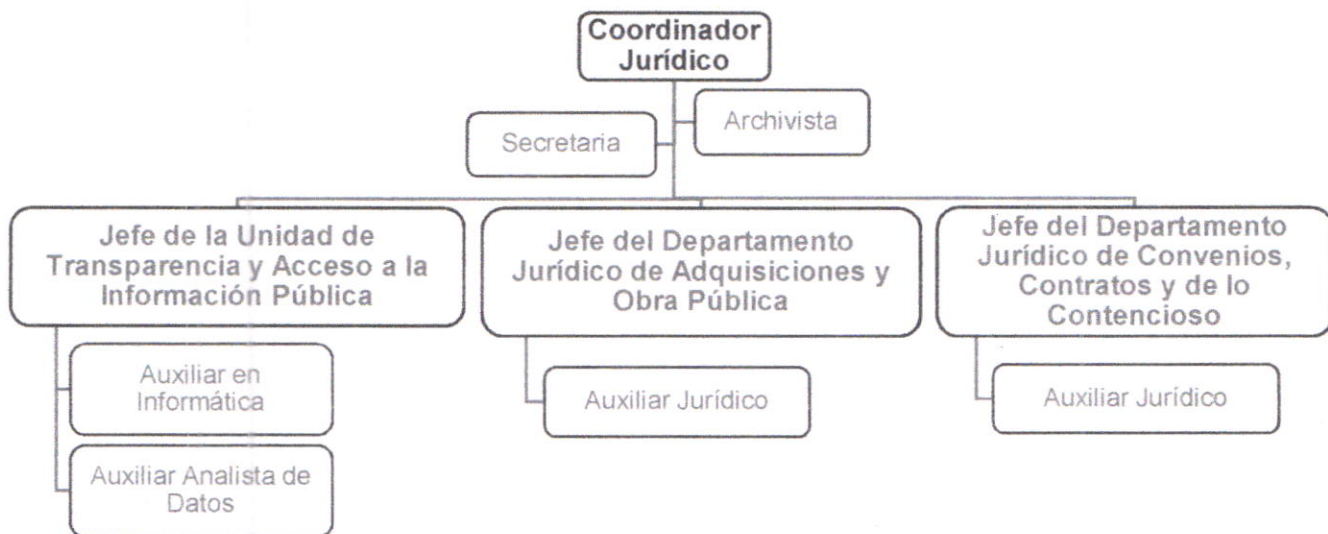 Coordinador
Jurídico
Archivista
Secretaria
Jefe de la Unidad de
Transparencia y Acceso a la
Información Pública
Jefe del Departamento
Jurídico de Adquisiciones y
Obra Pública
Jefe del Departamento
Jurídico de Convenios,
Contratos y de lo
Contencioso
Auxiliar en
Informática
Auxiliar Jurídico
Auxiliar Jurídico
Auxiliar Analista de
Datos